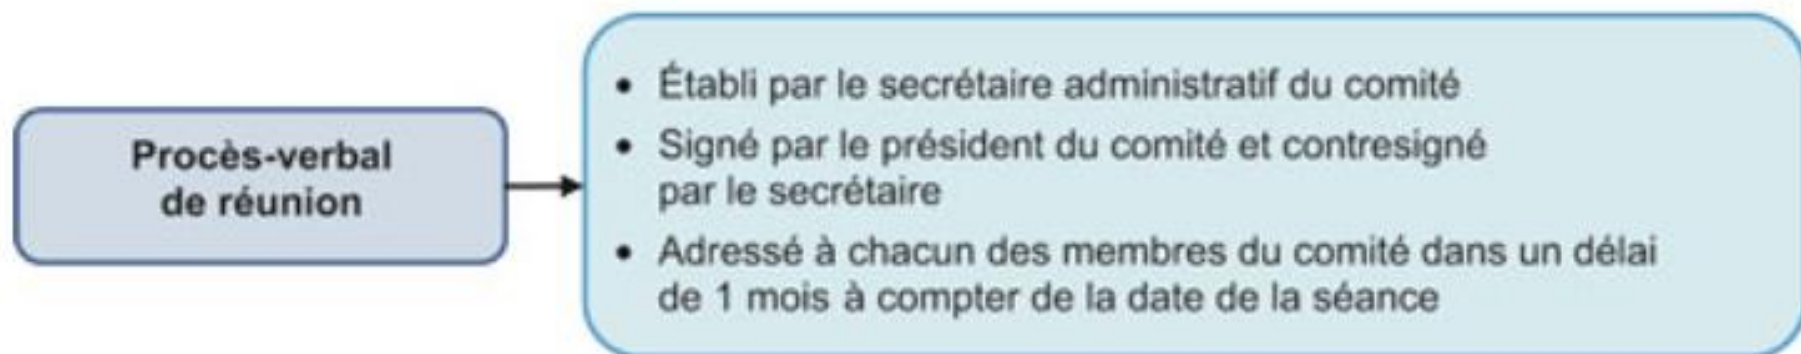 Procès-verbal
de réunion
• Établi par le secrétaire administratif du comité
• Signé par le président du comité et contresigné
par le secrétaire
• Adressé à chacun des membres du comité dans un délai
de 1 mois à compter de la date de la séance